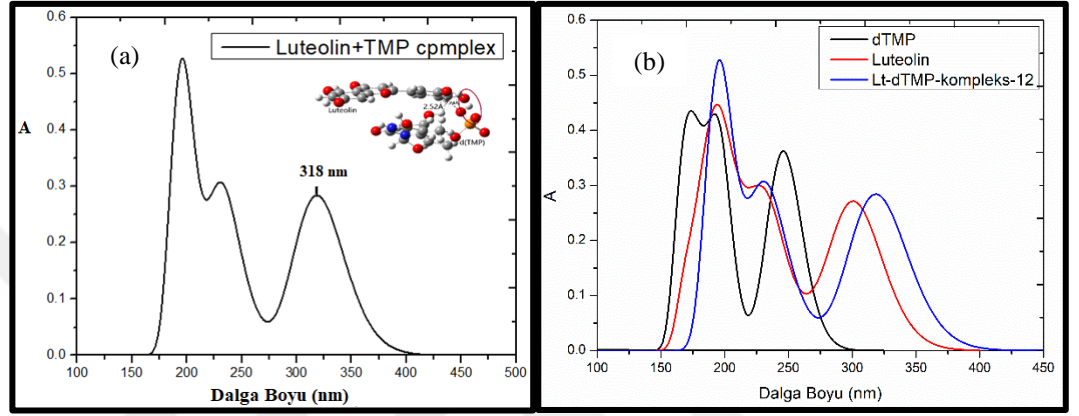 (a)
Luteolin+TMP cpmplex
Luteolin
2.52A
d(TMP)
318 nm
A
0.6
0.5
0.4
0.3
0.2
0.1
0.0
100 150 200 250 300 350 400 450 500
Dalga Boyu (nm)
(b)
dTMP
Luteolin
Lt-dTMP-kompleks-12
A
0.6
0.5
0.4
0.3
0.2
0.1
0.0
100 150 200 250 300 350 400 450
Dalga Boyu (nm)